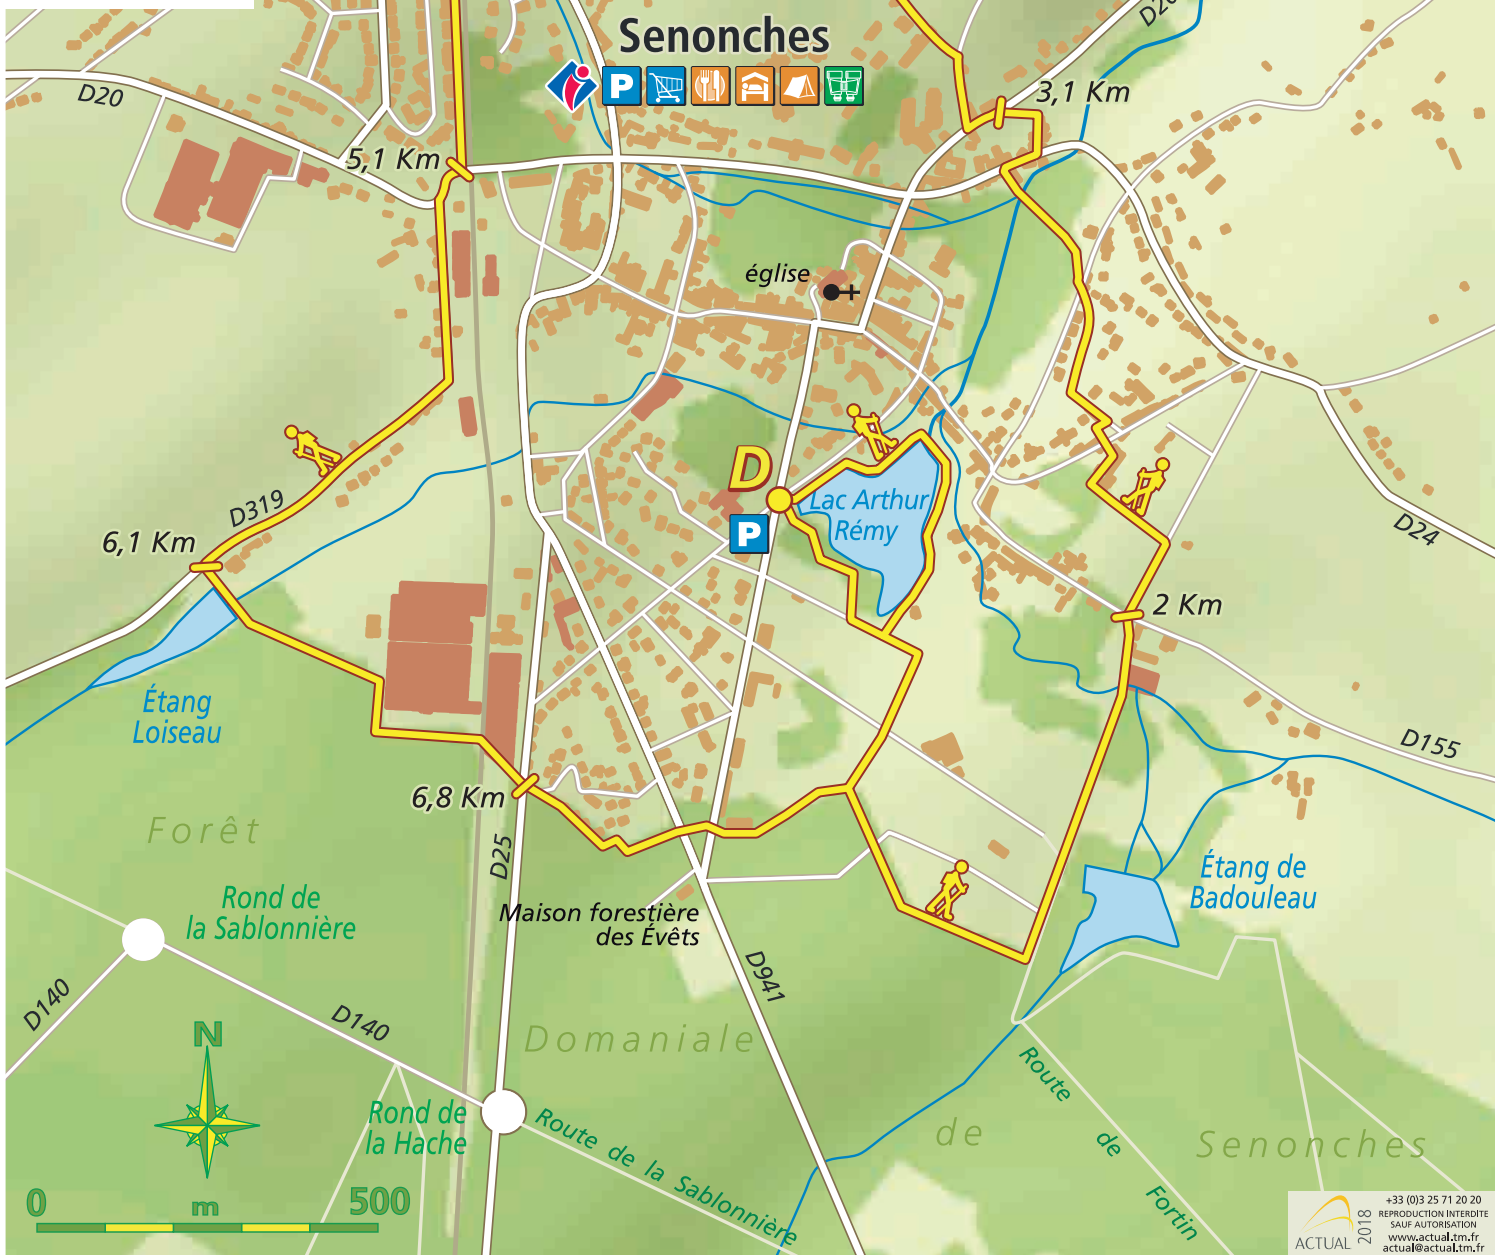 Senonches
P
D20
3,1 Km
D20
5,1 Km
église
D
P
Lac Arthur
Rémy
D319
6,1 Km
D24
2 Km
Étang
Loiseau
D155
6,8 Km
Forêt
D25
Étang de
Badouleau
Rond de
la Sablonnière
Maison forestière
des Évêts
D941
D140
D140
N
Domaniale
Route
de
Fortin
Rond de
la Hache
Route de la Sablonnière
de
Senonches
0
m
500
ACTUAL
2018
+33 (0)3 25 71 20 20
REPRODUCTION INTERDITE
SAUF AUTORISATION
www.actual.tm.fr
actual@actual.tm.fr